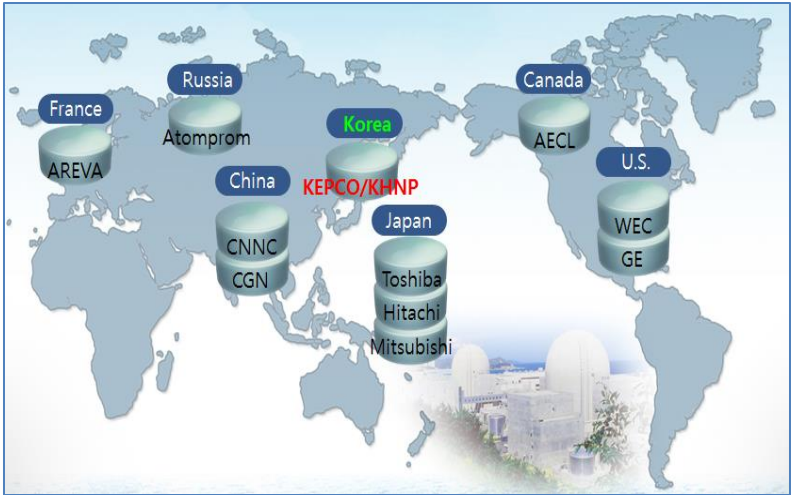 France
AREVA
Russia
Atomprom
China
CNNC
CGN
Korea
KEPCO/KHNP
Japan
Toshiba
Hitachi
Mitsubishi
Canada
AECL
U.S.
WEC
GE